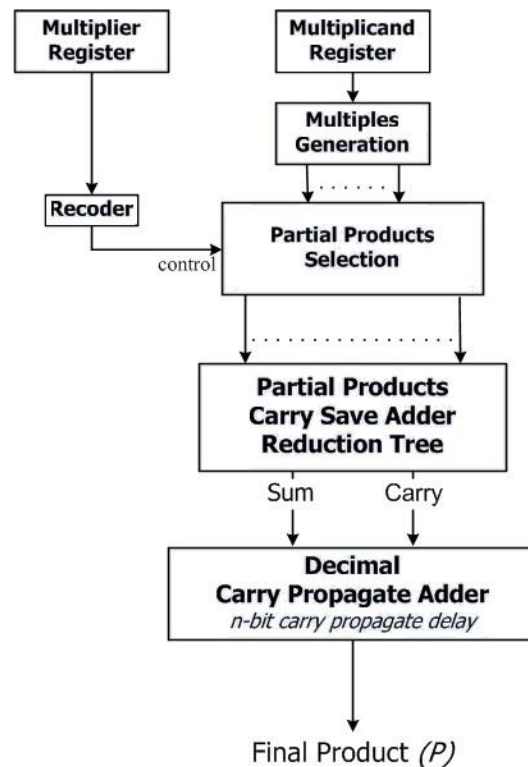 Multiplier
Register
Multiplicand
Register
Multiples
Generation
Recoder
control
Partial Products
Selection
Partial Products
Carry Save Adder
Reduction Tree
Sum
Carry
Decimal
Carry Propagate Adder
n-bit carry propagate delay
Final Product (P)